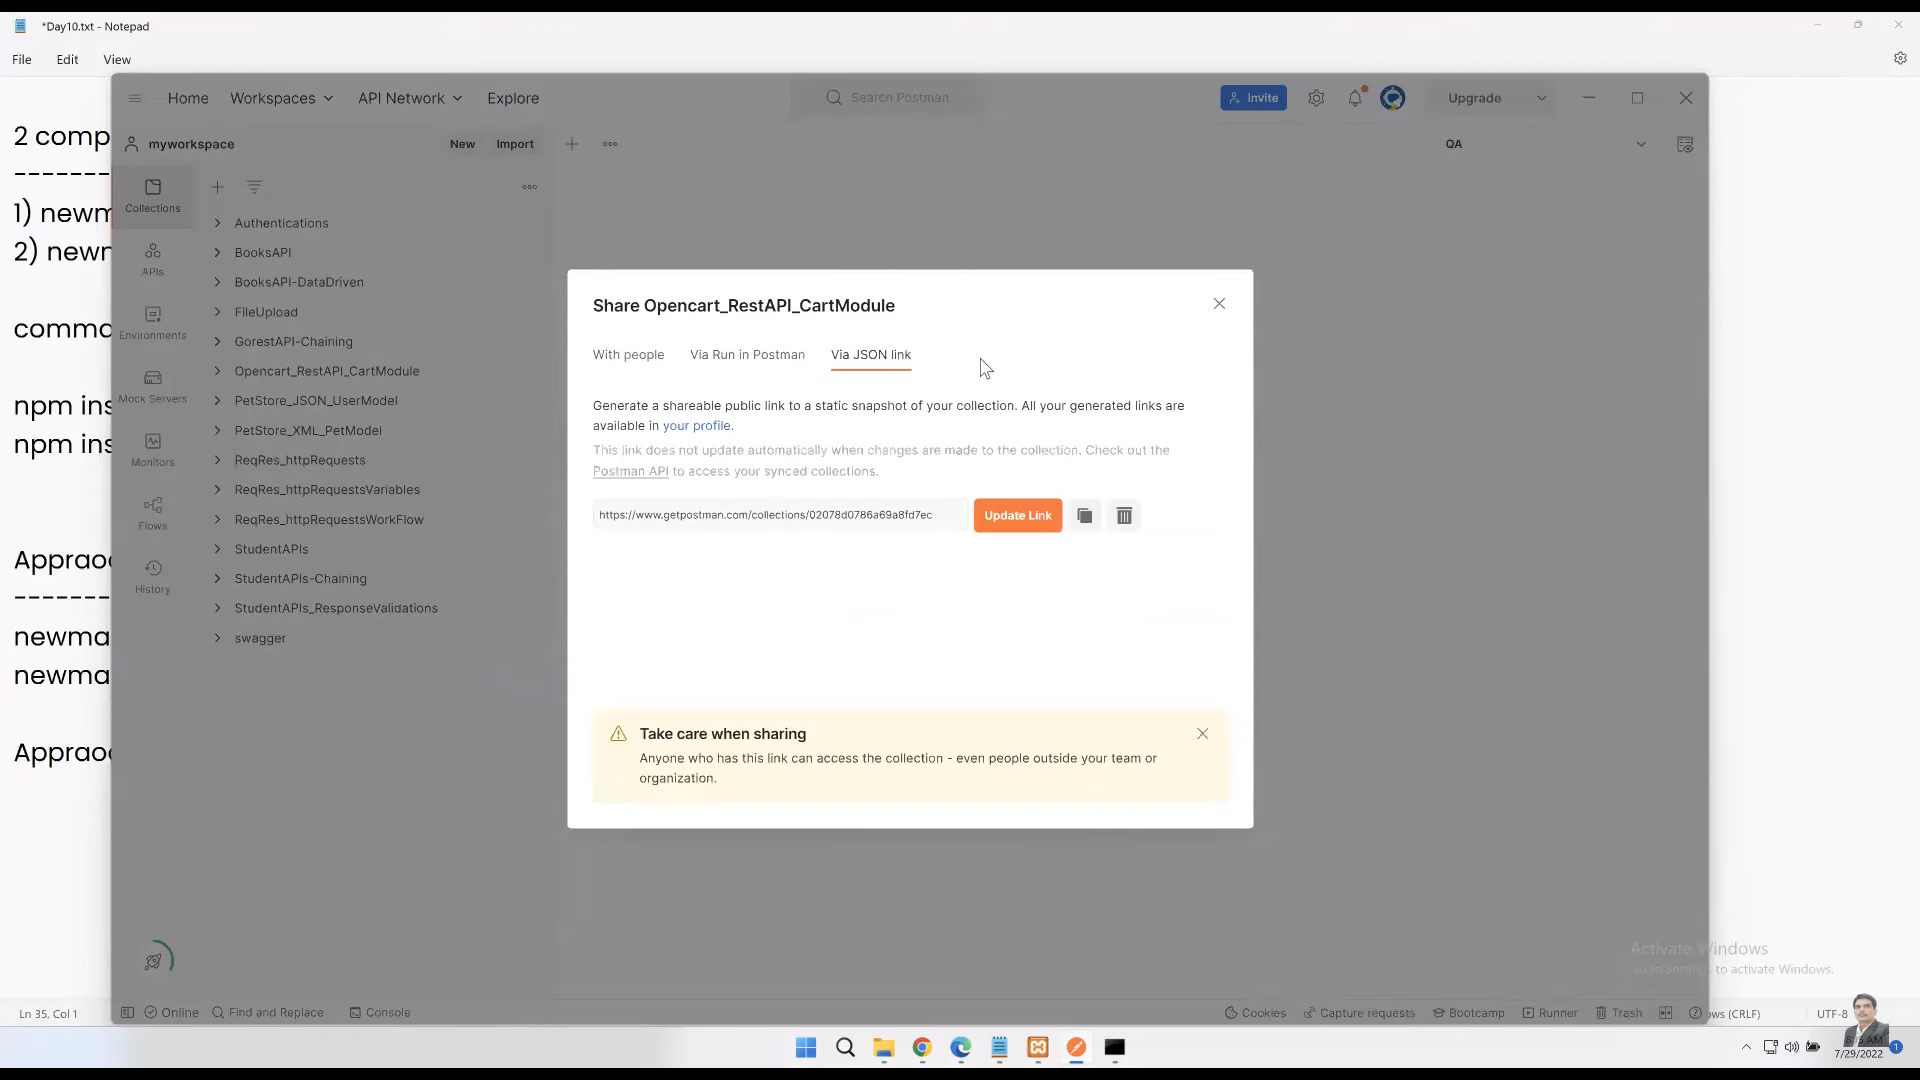 *Day10.txt - Notepad
File Edit View
2 comp
-------
1) newm
2) newm
comma
npm ins
npm ins
Appraoc
-------
newma
newma
Appraoc
Home Workspaces API Network Explore
Search Postman
Invite
Upgrade
myworkspace
New Import
QA
Collections
APIs
Environments
Mock Servers
Monitors
Flows
History
Authentications
BooksAPI
BooksAPI-DataDriven
FileUpload
GorestAPI-Chaining
Opencart_RestAPI_CartModule
PetStore_JSON_UserModel
PetStore_XML_PetModel
ReqRes_httpRequests
ReqRes_httpRequestsVariables
ReqRes_httpRequestsWorkFlow
StudentAPIs
StudentAPIs-Chaining
StudentAPIs_ResponseValidations
swagger
Share Opencart_RestAPI_CartModule
With people Via Run in Postman Via JSON link
Generate a shareable public link to a static snapshot of your collection. All your generated links are
available in your profile.
This link does not update automatically when changes are made to the collection. Check out the
Postman API to access your synced collections.
https://www.getpostman.com/collections/02078d0786a69a8fd7ec
Update Link
Take care when sharing
Anyone who has this link can access the collection - even people outside your team or
organization.
Activate Windows
Go to Settings to activate Windows.
Online Find and Replace Console
Cookies Capture requests Bootcamp Runner Trash
Ln 35, Col 1
ows (CRLF)
UTF-8
AM
7/29/2022
1